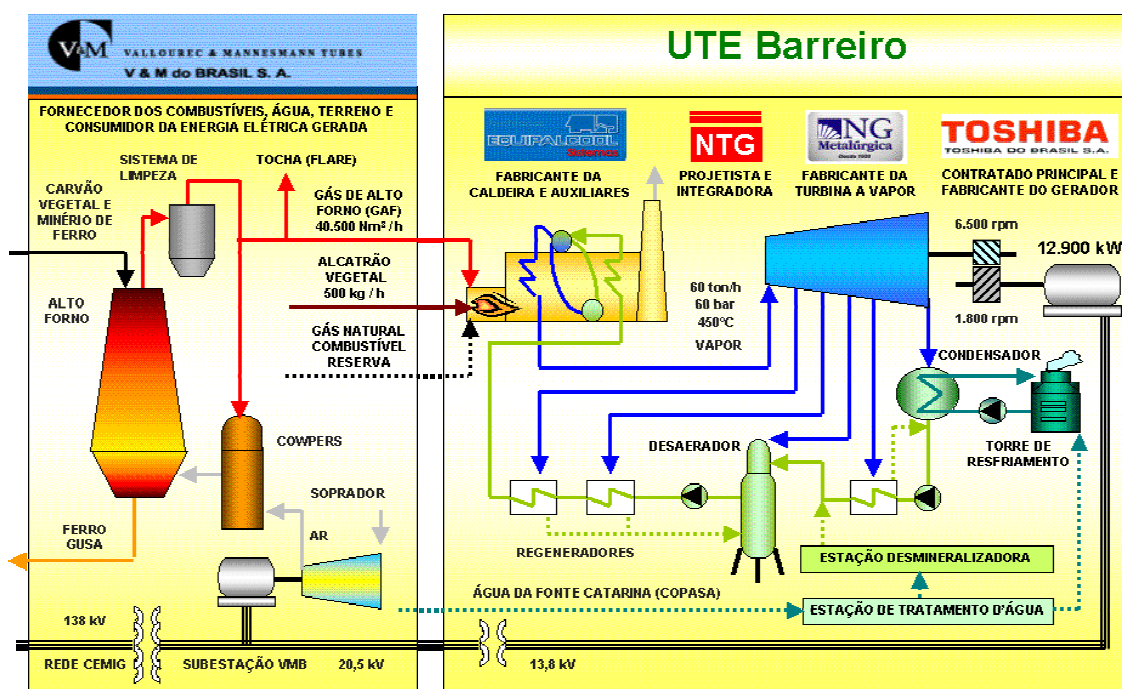 V&M
VALLOUREC & MANNESMANN TUBES
V & M do BRASIL S. A.
FORNECEDOR DOS COMBUSTÍVEIS, ÁGUA, TERRENO E
CONSUMIDOR DA ENERGIA ELÉTRICA GERADA
SISTEMA DE
LIMPEZA
TOCHA (FLARE)
CARVÃO
VEGETAL E
MINÉRIO DE
FERRO
GÁS DE ALTO
FORNO (GAF)
40.500 Nm³ / h
ALCATRÃO
VEGETAL
500 kg / h
ALTO
FORNO
GÁS NATURAL
COMBUSTÍVEL
RESERVA
COWPERS
SOPRADOR
FERRO
GUSA
AR
138 kV
REDE CEMIG
SUBESTAÇÃO VMB
20,5 kV
UTE Barreiro
EQUIPALCOOL
Sistemas
NTG
NG
Metalúrgica
Desde 1980
TOSHIBA
TOSHIBA DO BRASIL S.A.
FABRICANTE DA
CALDEIRA E AUXILIARES
PROJETISTA E
INTEGRADORA
FABRICANTE DA
TURBINA A VAPOR
CONTRATADO PRINCIPAL E
FABRICANTE DO GERADOR
6.500 rpm
12.900 kW
60 ton/h
60 bar
450°C
VAPOR
1.800 rpm
CONDENSADOR
DESAERADOR
TORRE DE
RESFRIAMENTO
REGENERADORES
ESTAÇÃO DESMINERALIZADORA
ÁGUA DA FONTE CATARINA (COPASA)
ESTAÇÃO DE TRATAMENTO D'ÁGUA
13,8 kV